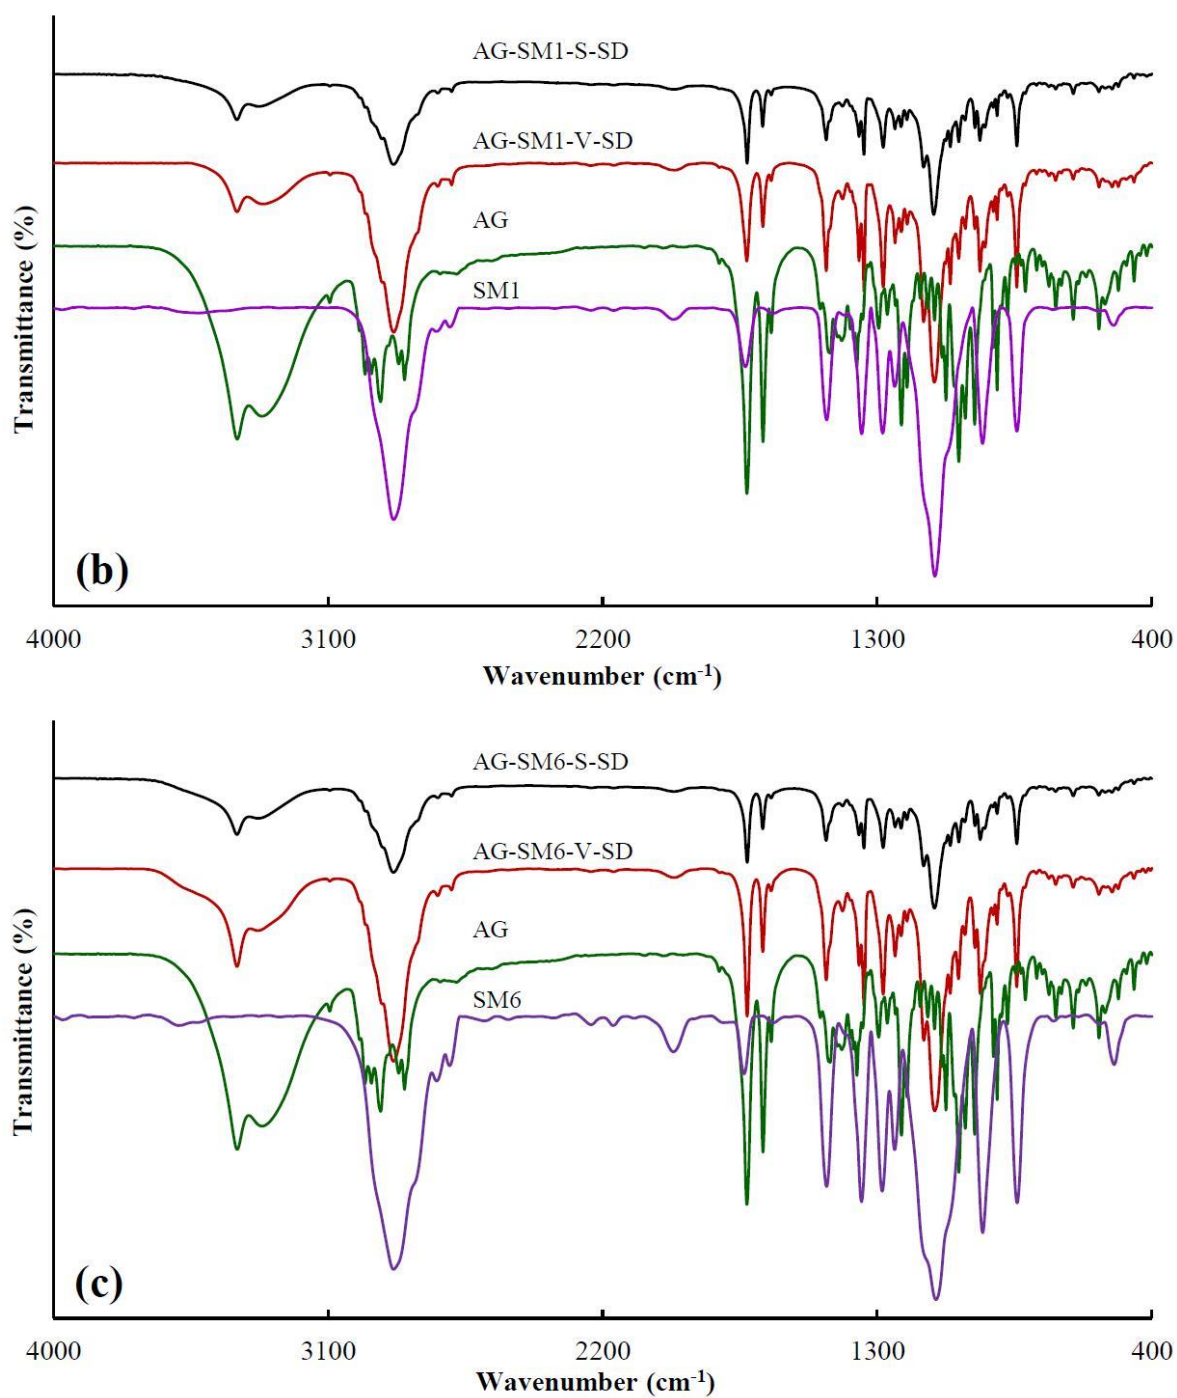 AG-SM1-S-SD
AG-SM1-V-SD
AG
SM1
Transmittance (%)
(b)
4000 3100 2200 1300 400
Wavenumber (cm-1)
AG-SM6-S-SD
AG-SM6-V-SD
AG
SM6
Transmittance (%)
(c)
4000 3100 2200 1300 400
Wavenumber (cm-1)